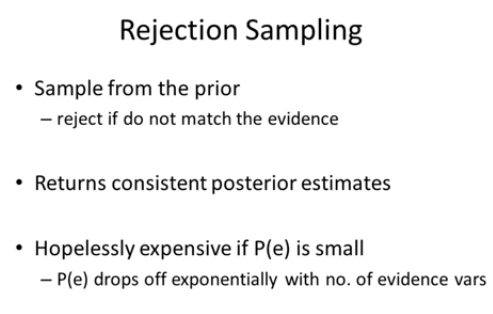 Rejection Sampling
• Sample from the prior
– reject if do not match the evidence
• Returns consistent posterior estimates
• Hopelessly expensive if P(e) is small
– P(e) drops off exponentially with no. of evidence vars